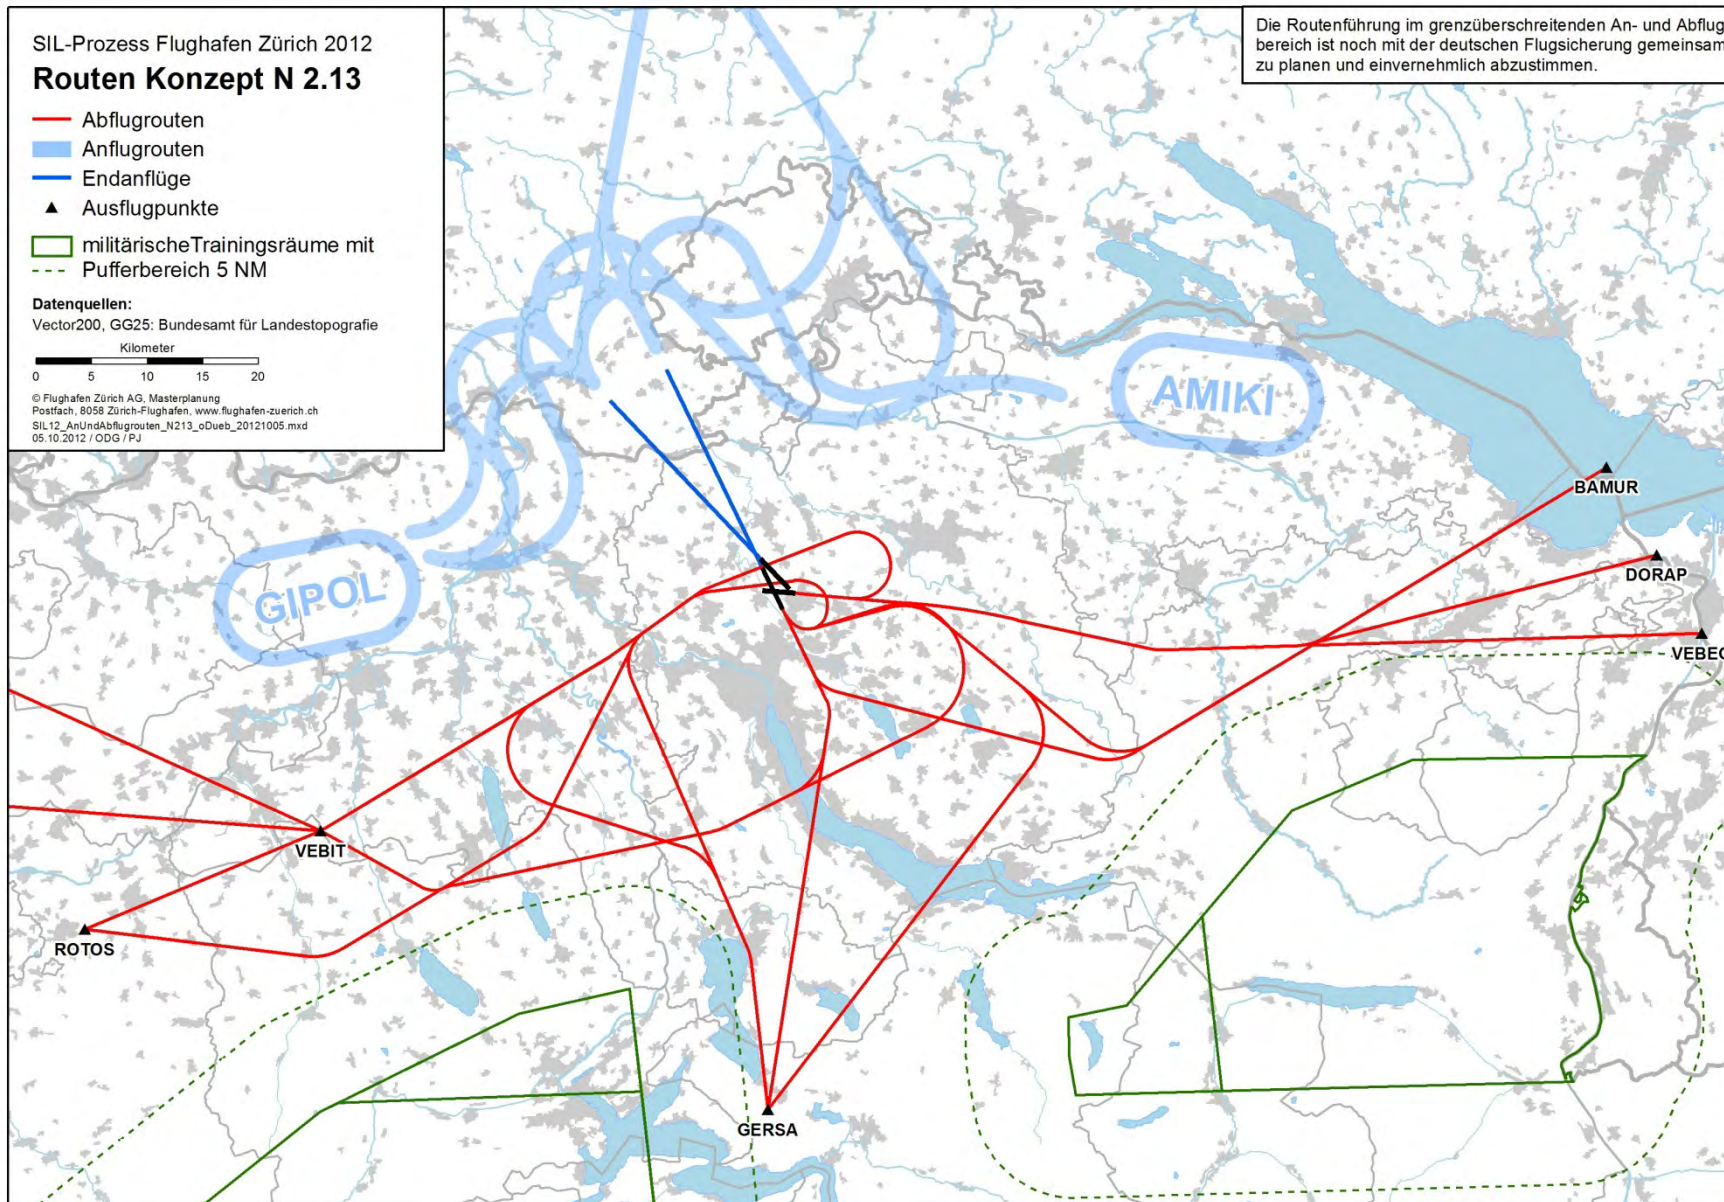 SIL-Prozess Flughafen Zürich 2012
Routen Konzept N 2.13
Abflugrouten
Anflugrouten
Endanflüge
Ausflugpunkte
militärischeTrainingsräume mit
Pufferbereich 5 NM
Datenquellen:
Vector200, GG25: Bundesamt für Landestopografie
Kilometer
0 5 10 15 20
© Flughafen Zürich AG, Masterplanung
Postfach, 8058 Zürich-Flughafen, www.flughafen-zuerich.ch
SIL12_AnUndAbflugrouten_N213_oDueb_20121005.mxd
05.10.2012 / ODG / PJ
Die Routenführung im grenzüberschreitenden An- und Abflug
bereich ist noch mit der deutschen Flugsicherung gemeinsam
zu planen und einvernehmlich abzustimmen.
AMIKI
BAMUR
DORAP
GIPOL
VEBEG
VEBIT
ROTOS
GERSA